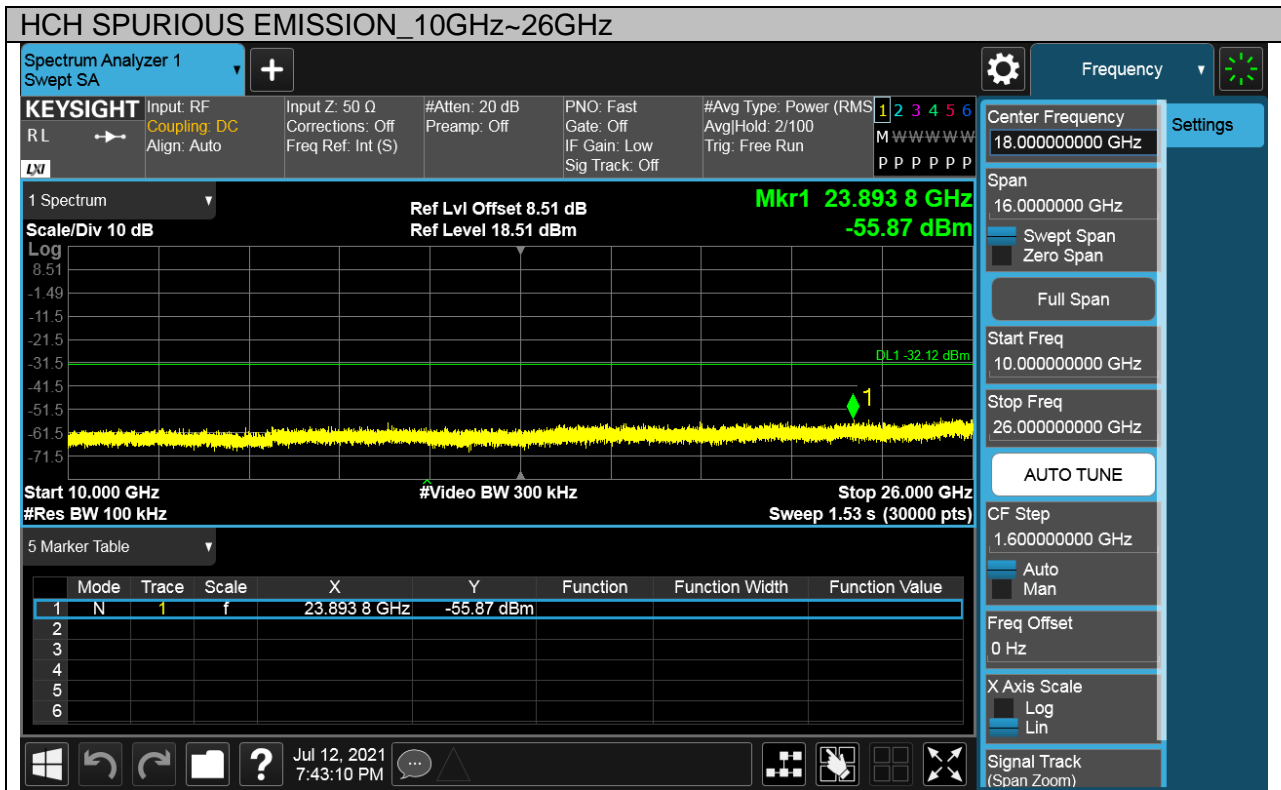 HCH SPURIOUS EMISSION_10GHz~26GHz
Spectrum Analyzer 1
Swept SA
Frequency
KEYSIGHT
RL
LXI
Input: RF
Coupling: DC
Align: Auto
Input Z: 50 Ω
Corrections: Off
Freq Ref: Int (S)
#Atten: 20 dB
Preamp: Off
PNO: Fast
Gate: Off
IF Gain: Low
Sig Track: Off
#Avg Type: Power (RMS
Avg|Hold: 2/100
Trig: Free Run
1 2 3 4 5 6
M W W W W W
P P P P P P
1 Spectrum
Scale/Div 10 dB
Ref Lvl Offset 8.51 dB
Ref Level 18.51 dBm
Mkr1 23.893 8 GHz
-55.87 dBm
Log
8.51
-1.49
-11.5
-21.5
-31.5
-41.5
-51.5
-61.5
-71.5
DL1 -32.12 dBm
1
Start 10.000 GHz
#Res BW 100 kHz
#Video BW 300 kHz
Stop 26.000 GHz
Sweep 1.53 s (30000 pts)
5 Marker Table
Mode Trace Scale X Y Function Function Width Function Value
1 N 1 f 23.893 8 GHz -55.87 dBm
2
3
4
5
6
Jul 12, 2021
7:43:10 PM
?
Center Frequency
18.000000000 GHz
Settings
Span
16.0000000 GHz
Swept Span
Zero Span
Full Span
Start Freq
10.000000000 GHz
Stop Freq
26.000000000 GHz
AUTO TUNE
CF Step
1.600000000 GHz
Auto
Man
Freq Offset
0 Hz
X Axis Scale
Log
Lin
Signal Track
(Span Zoom)